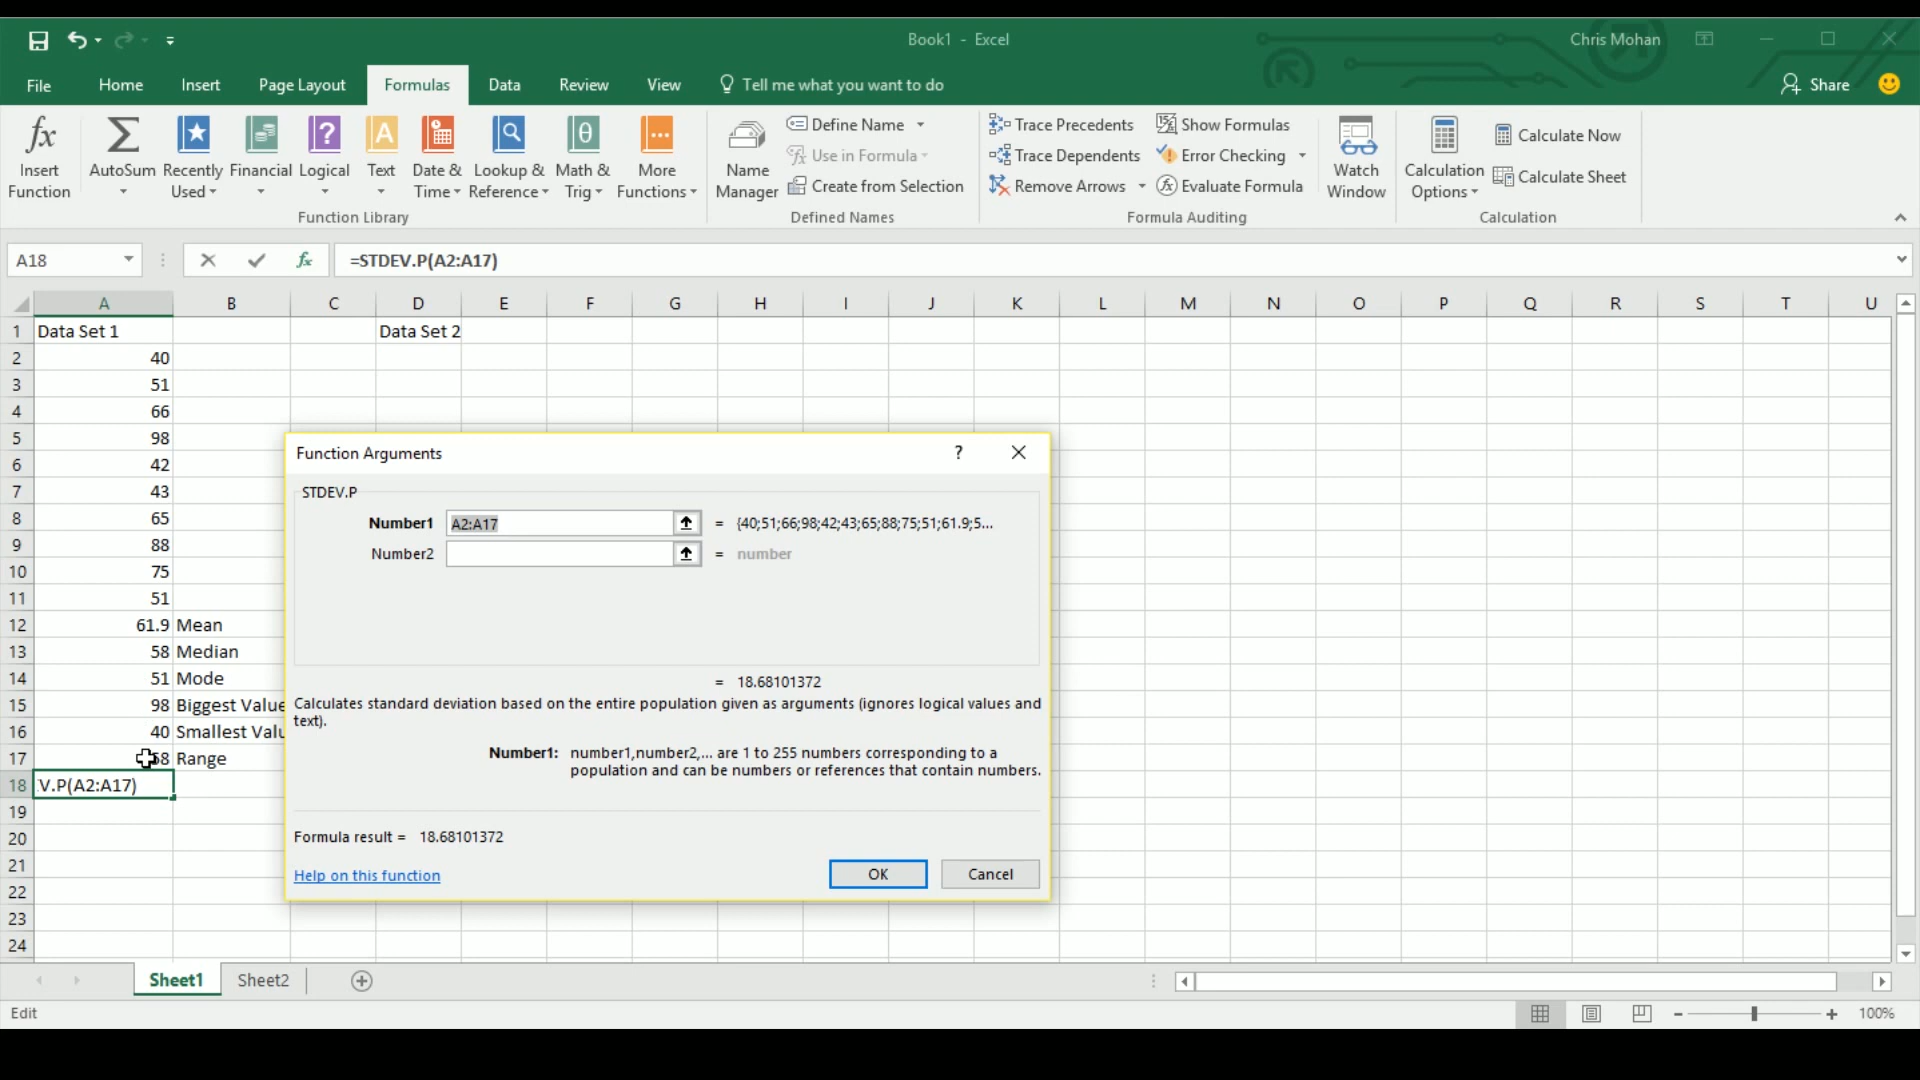 Book1 - Excel
Chris Mohan
File Home Insert Page Layout Formulas Data Review View Tell me what you want to do Share
fx Insert Function
AutoSum
Recently Used
Financial
Logical
Text
Date & Time
Lookup & Reference
Math & Trig
More Functions
Function Library
Name Manager
Define Name
Use in Formula
Create from Selection
Defined Names
Trace Precedents
Trace Dependents
Remove Arrows
Show Formulas
Error Checking
Evaluate Formula
Formula Auditing
Watch Window
Calculation Options
Calculate Now
Calculate Sheet
Calculation
A18 fx =STDEV.P(A2:A17)
A B C D E F G H I J K L M N O P Q R S T U
1 Data Set 1 Data Set 2
2 40
3 51
4 66
5 98
6 42
7 43
8 65
9 88
10 75
11 51
12 61.9 Mean
13 58 Median
14 51 Mode
15 98 Biggest Value
16 40 Smallest Valu
17 58 Range
18 V.P(A2:A17)
19
20
21
22
23
24
Function Arguments ?
STDEV.P
Number1 A2:A17 = {40;51;66;98;42;43;65;88;75;51;61.9;5...
Number2 = number
= 18.68101372
Calculates standard deviation based on the entire population given as arguments (ignores logical values and
text).
Number1: number1,number2,... are 1 to 255 numbers corresponding to a
population and can be numbers or references that contain numbers.
Formula result = 18.68101372
Help on this function OK Cancel
Sheet1 Sheet2
Edit 100%